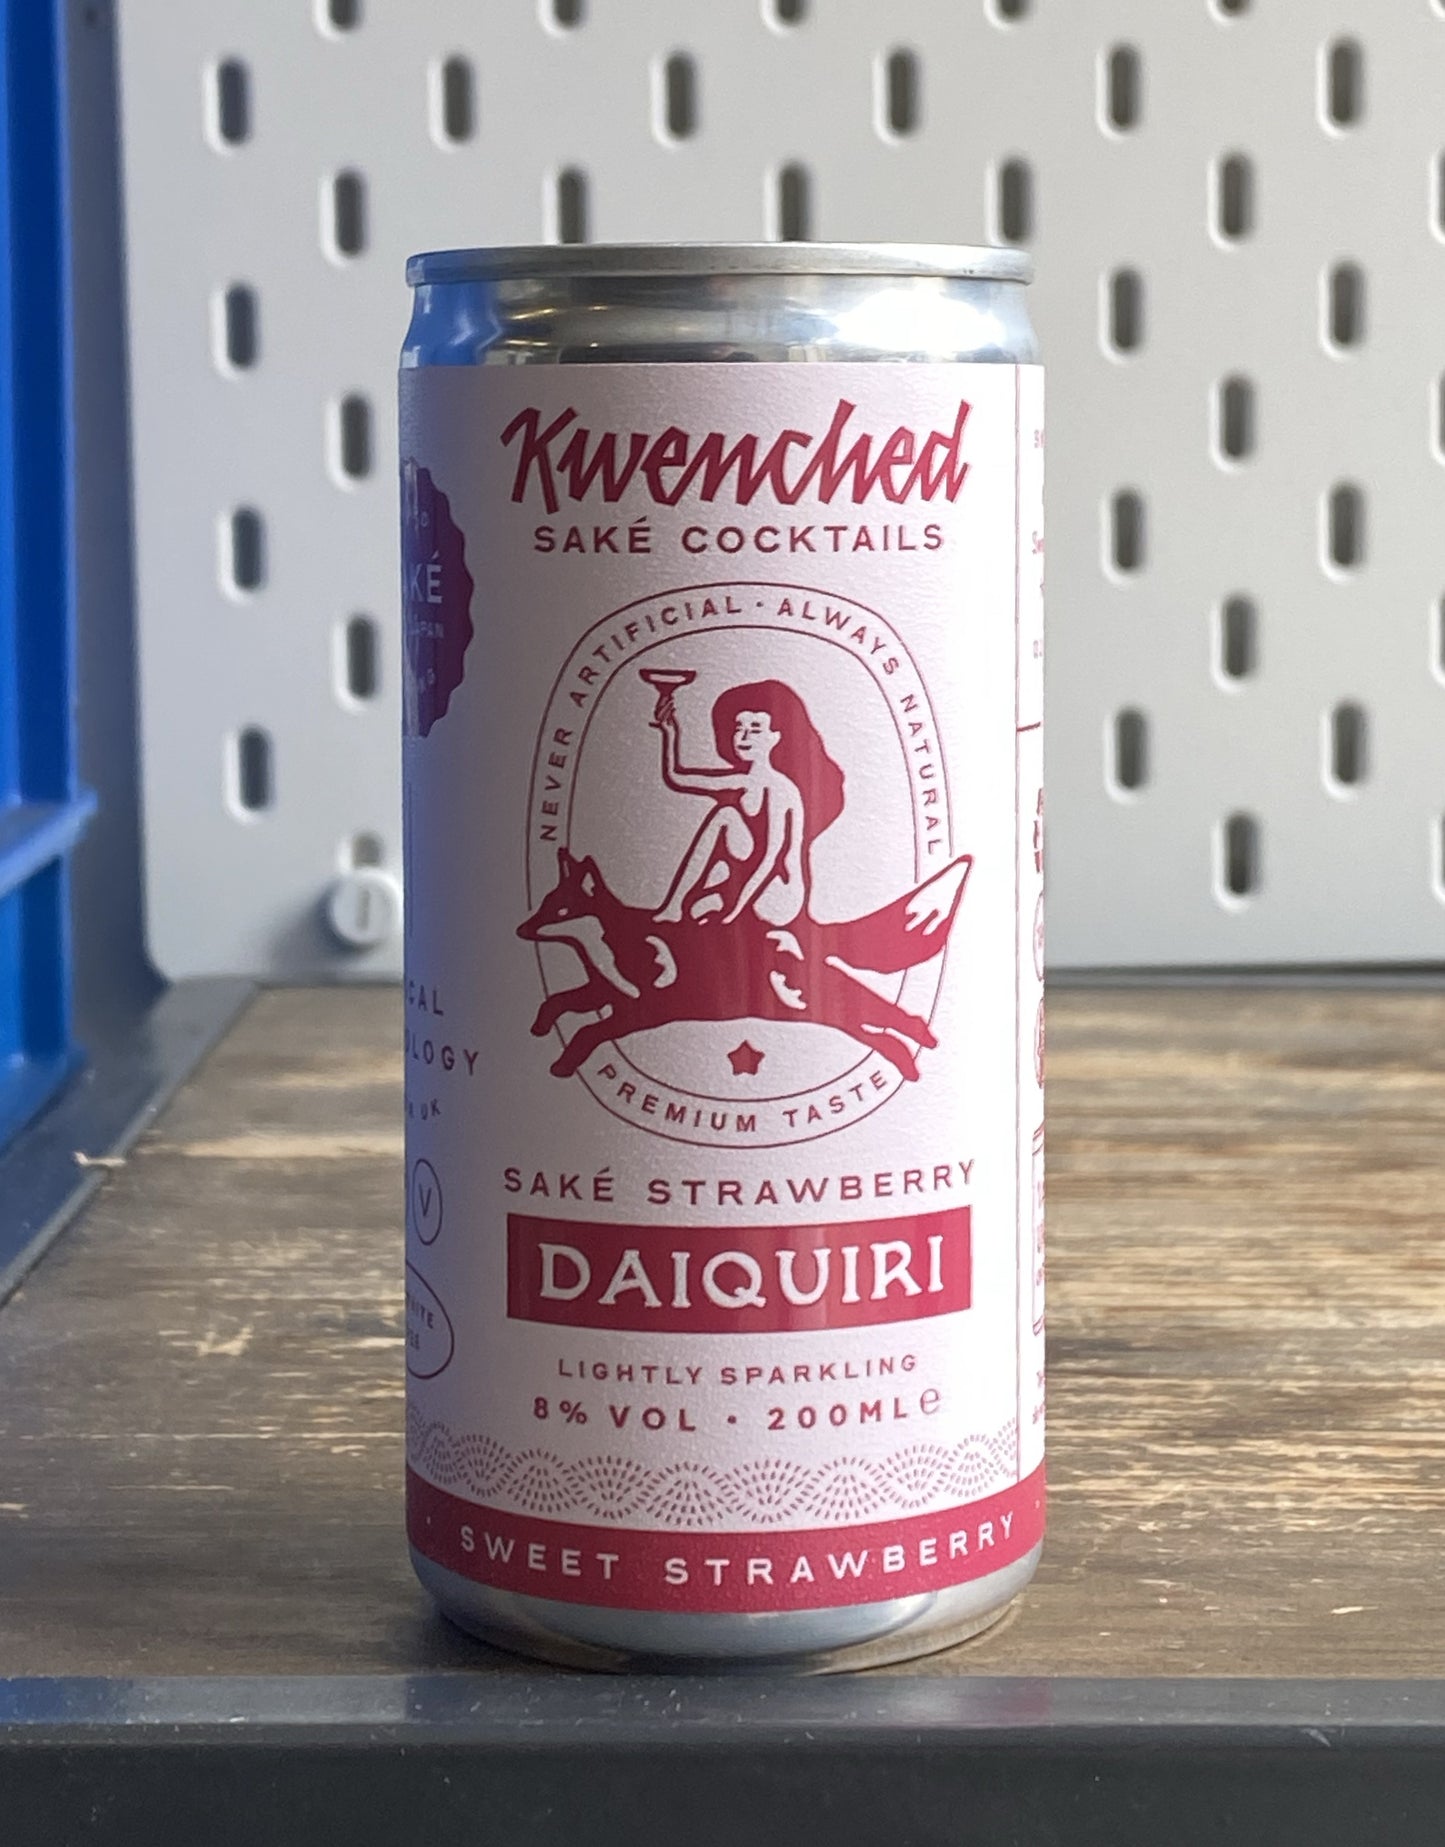 Kwenched
SAKÉ COCKTAILS
NEVER ARTIFICIAL · ALWAYS NATURAL
PREMIUM TASTE
SAKÉ STRAWBERRY
DAIQUIRI
LIGHTLY SPARKLING
8% VOL · 200ML e
· SWEET STRAWBERRY ·
UK
V